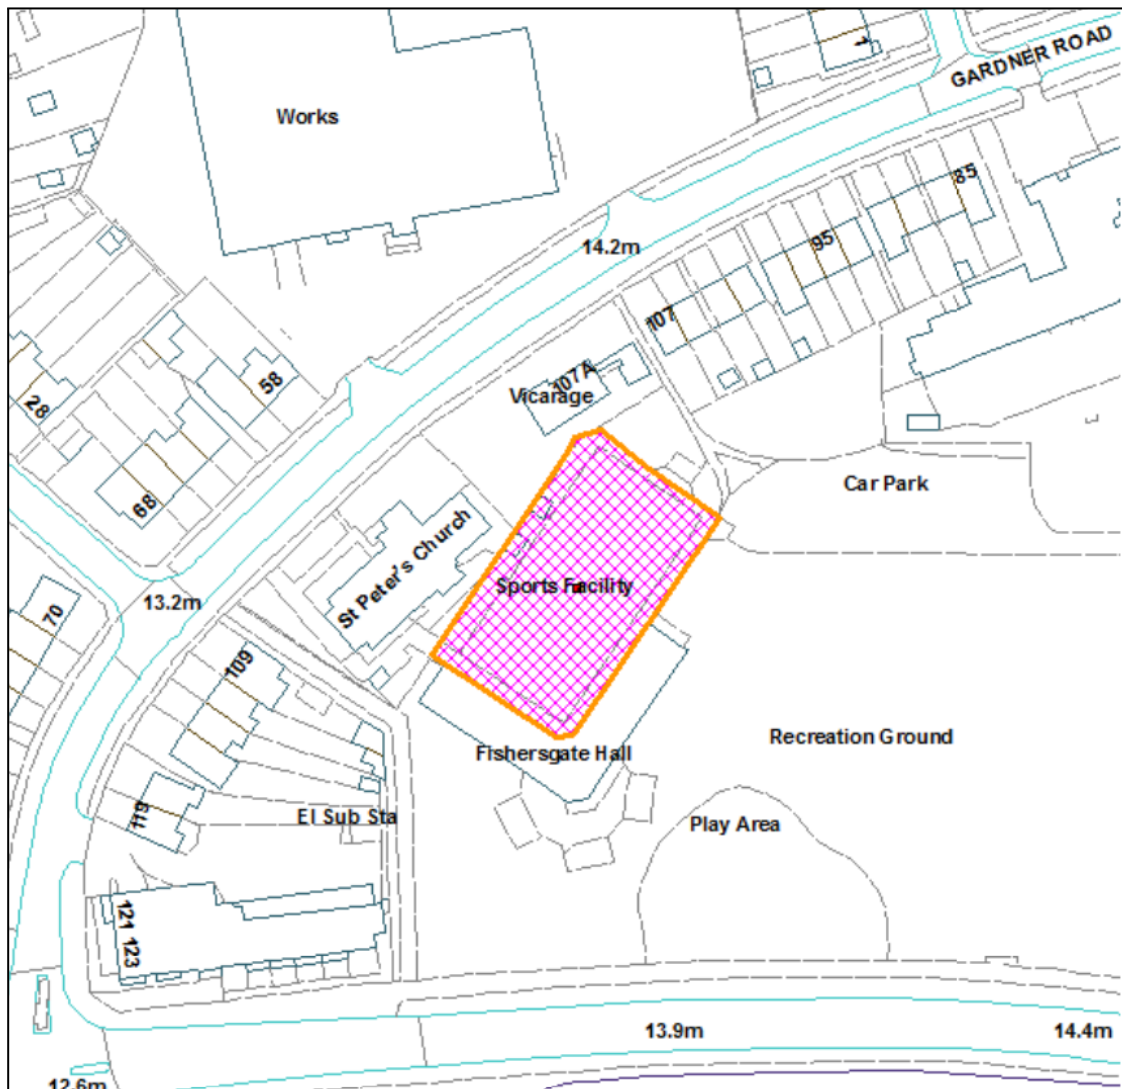 1
GARDNER ROAD
Works
85
95
14.2m
107
107A
Vicarage
58
28
68
Car Park
St Peter's Church
Sports Facility
13.2m
70
109
Recreation Ground
Fishersgate Hall
119
El Sub Sta
Play Area
121 123
13.9m
14.4m
12.6m